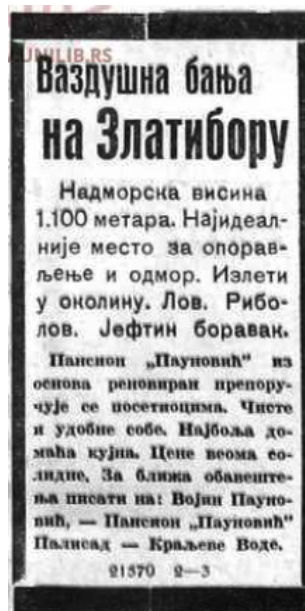 UNILIB.RS
Ваздушна бања
на Златибору
Надморска висина
1.100 метара. Најидеал-
није место за опорав-
љење и одмор. Излети
у околину. Лов. Рибо-
лов. Јефтин боравак.
Пансион „Пауновић“ из
основа реновиран препору-
чује се посетиоцима. Чисте
и удобне собе. Најбоља до-
маћа кујна. Цене веома со-
лидне. За ближа обавеште-
ња писати на: Војин Пауно-
вић, — Пансион „Пауновић“
Палисад — Краљеве Воде.
21570 2—3